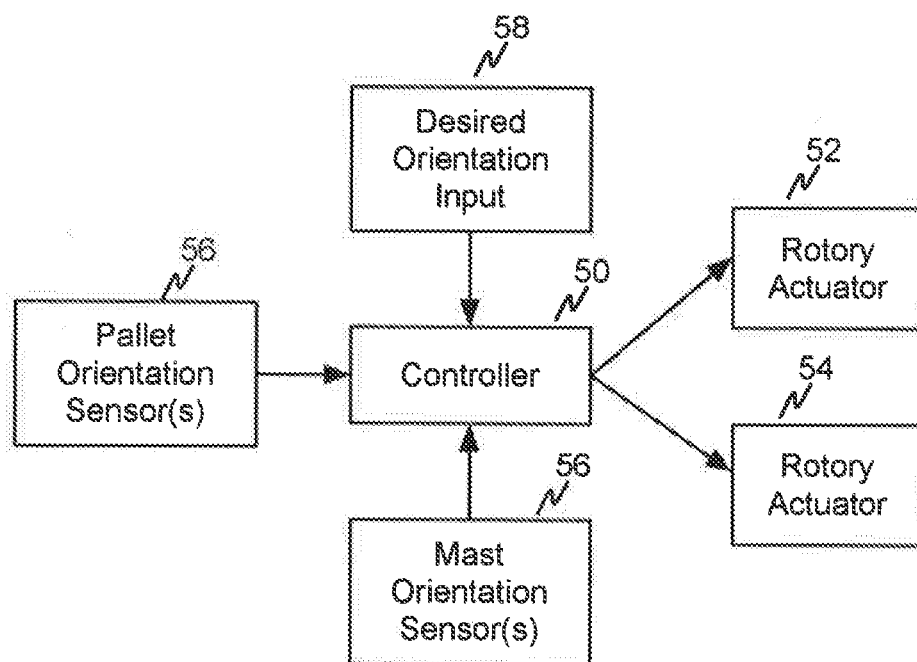 58
Desired
Orientation
Input
52
Rotory
Actuator
56
Pallet
Orientation
Sensor(s)
50
Controller
54
Rotory
Actuator
56
Mast
Orientation
Sensor(s)